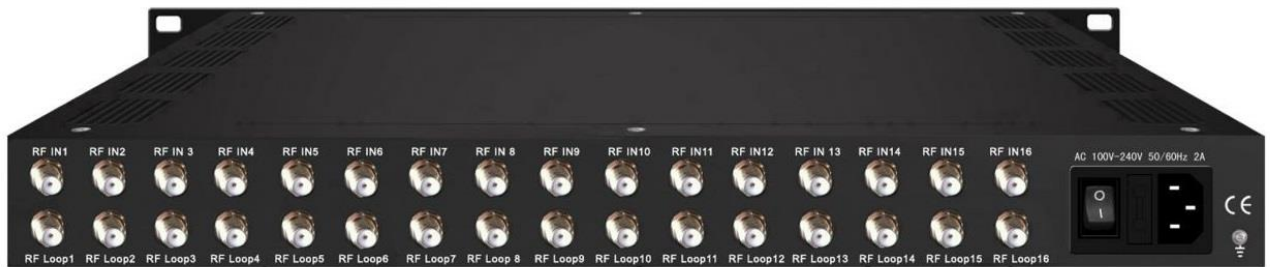 RF IN1 RF IN2 RF IN 3 RF IN4 RF IN5 RF IN6 RF IN7 RF IN 8 RF IN9 RF IN10 RF IN11 RF IN12 RF IN 13 RF IN14 RF IN15 RF IN16
AC 100V-240V 50/60Hz 2A
O
I
CE
RF Loop1 RF Loop2 RF Loop3 RF Loop4 RF Loop5 RF Loop6 RF Loop7 RF Loop 8 RF Loop9 RF Loop10 RF Loop11 RF Loop12 RF Loop13 RF Loop14 RF Loop15 RF Loop16